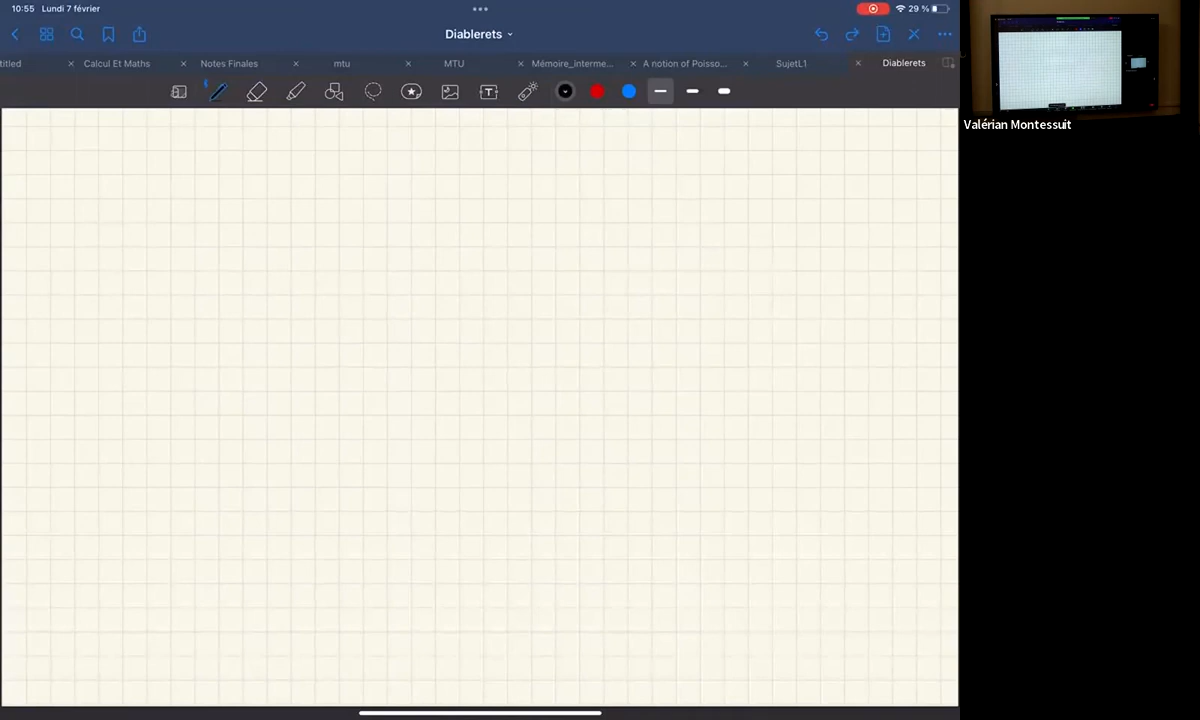 10:55 Lundi 7 février
29 %
Diablerets
titled
Calcul Et Maths
Notes Finales
mtu
MTU
Mémoire_interme...
A notion of Poisso...
SujetL1
Diablerets
T
Valérian Montessuit